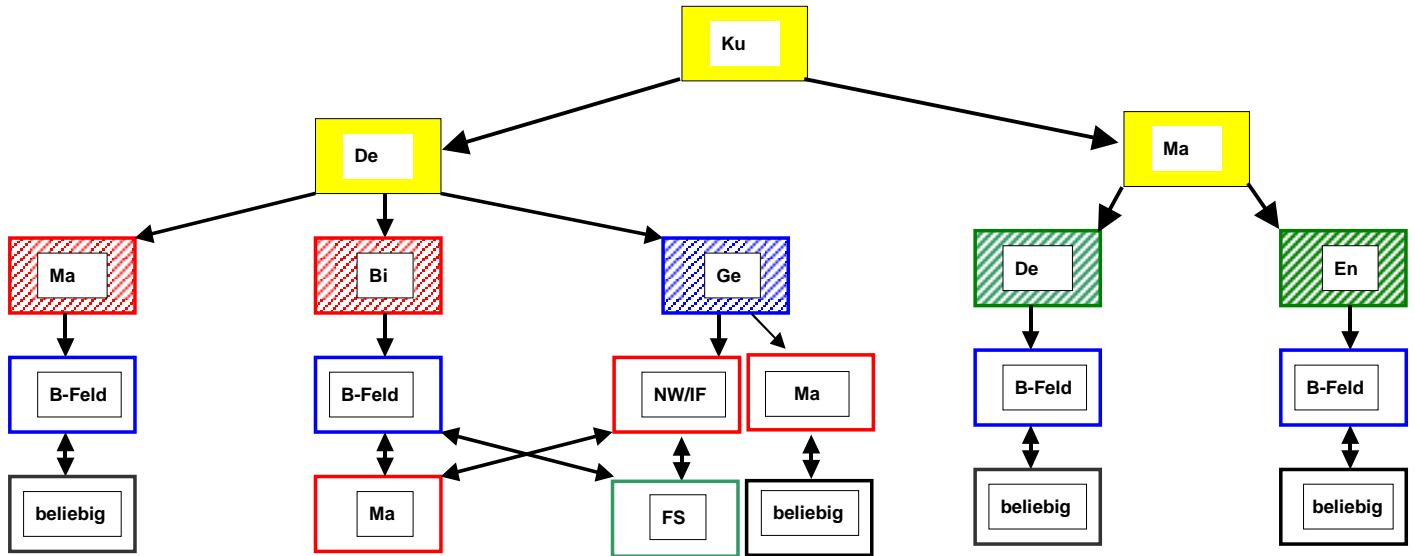 Ku
De
Ma
Ma
Bi
Ge
De
En
B-Feld
B-Feld
NW/IF
Ma
B-Feld
B-Feld
beliebig
Ma
FS
beliebig
beliebig
beliebig